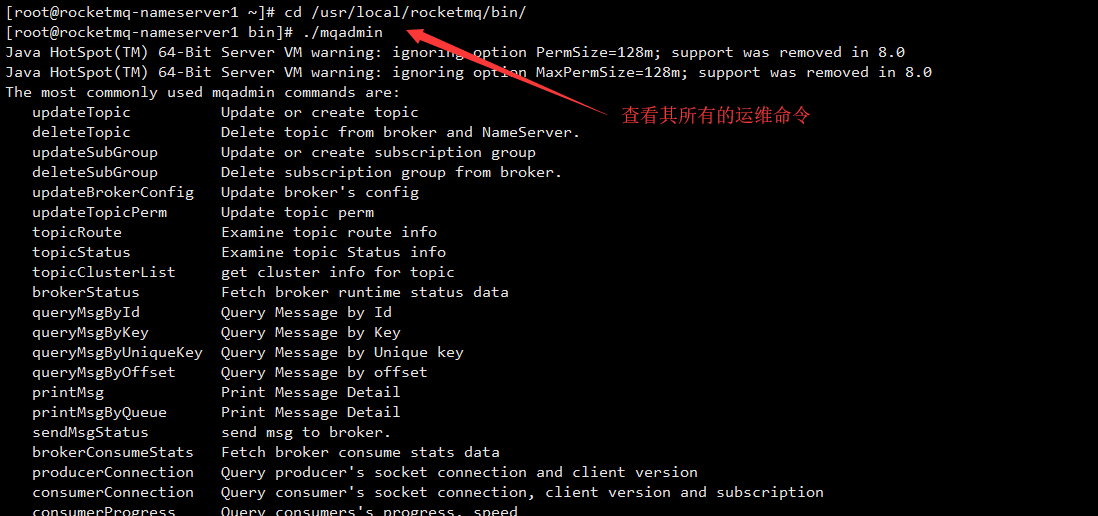 [root@rocketmq-nameserver1 ~]# cd /usr/local/rocketmq/bin/
[root@rocketmq-nameserver1 bin]# ./mqadmin
Java HotSpot(TM) 64-Bit Server VM warning: ignoring option PermSize=128m; support was removed in 8.0
Java HotSpot(TM) 64-Bit Server VM warning: ignoring option MaxPermSize=128m; support was removed in 8.0
The most commonly used mqadmin commands are:
查看其所有的运维命令
updateTopic Update or create topic
deleteTopic Delete topic from broker and NameServer.
updateSubGroup Update or create subscription group
deleteSubGroup Delete subscription group from broker.
updateBrokerConfig Update broker's config
updateTopicPerm Update topic perm
topicRoute Examine topic route info
topicStatus Examine topic Status info
topicClusterList get cluster info for topic
brokerStatus Fetch broker runtime status data
queryMsgById Query Message by Id
queryMsgByKey Query Message by Key
queryMsgByUniqueKey Query Message by Unique key
queryMsgByOffset Query Message by offset
printMsg Print Message Detail
printMsgByQueue Print Message Detail
sendMsgStatus send msg to broker.
brokerConsumeStats Fetch broker consume stats data
producerConnection Query producer's socket connection and client version
consumerConnection Query consumer's socket connection, client version and subscription
consumerProgress Query consumers's progress, speed